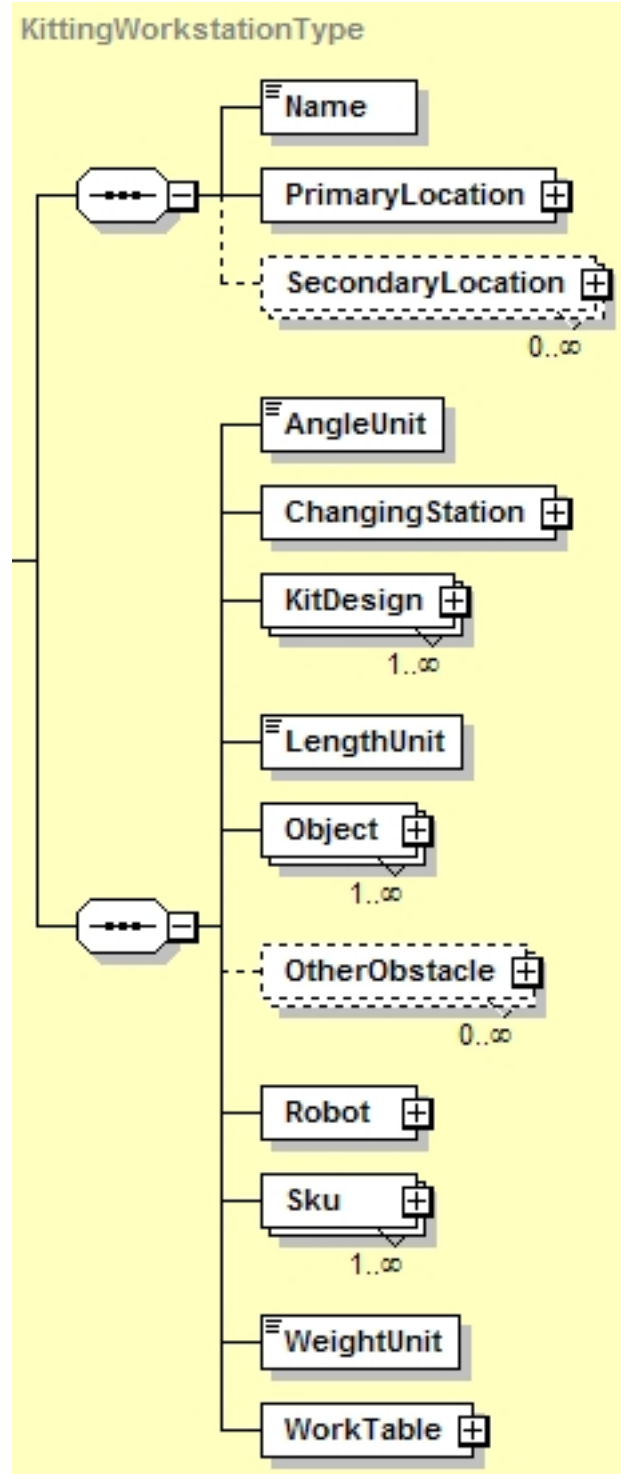 KittingWorkstationType
Name
PrimaryLocation
SecondaryLocation
0..∞
AngleUnit
ChangingStation
KitDesign
1..∞
LengthUnit
Object
1..∞
OtherObstacle
0..∞
Robot
Sku
1..∞
WeightUnit
WorkTable